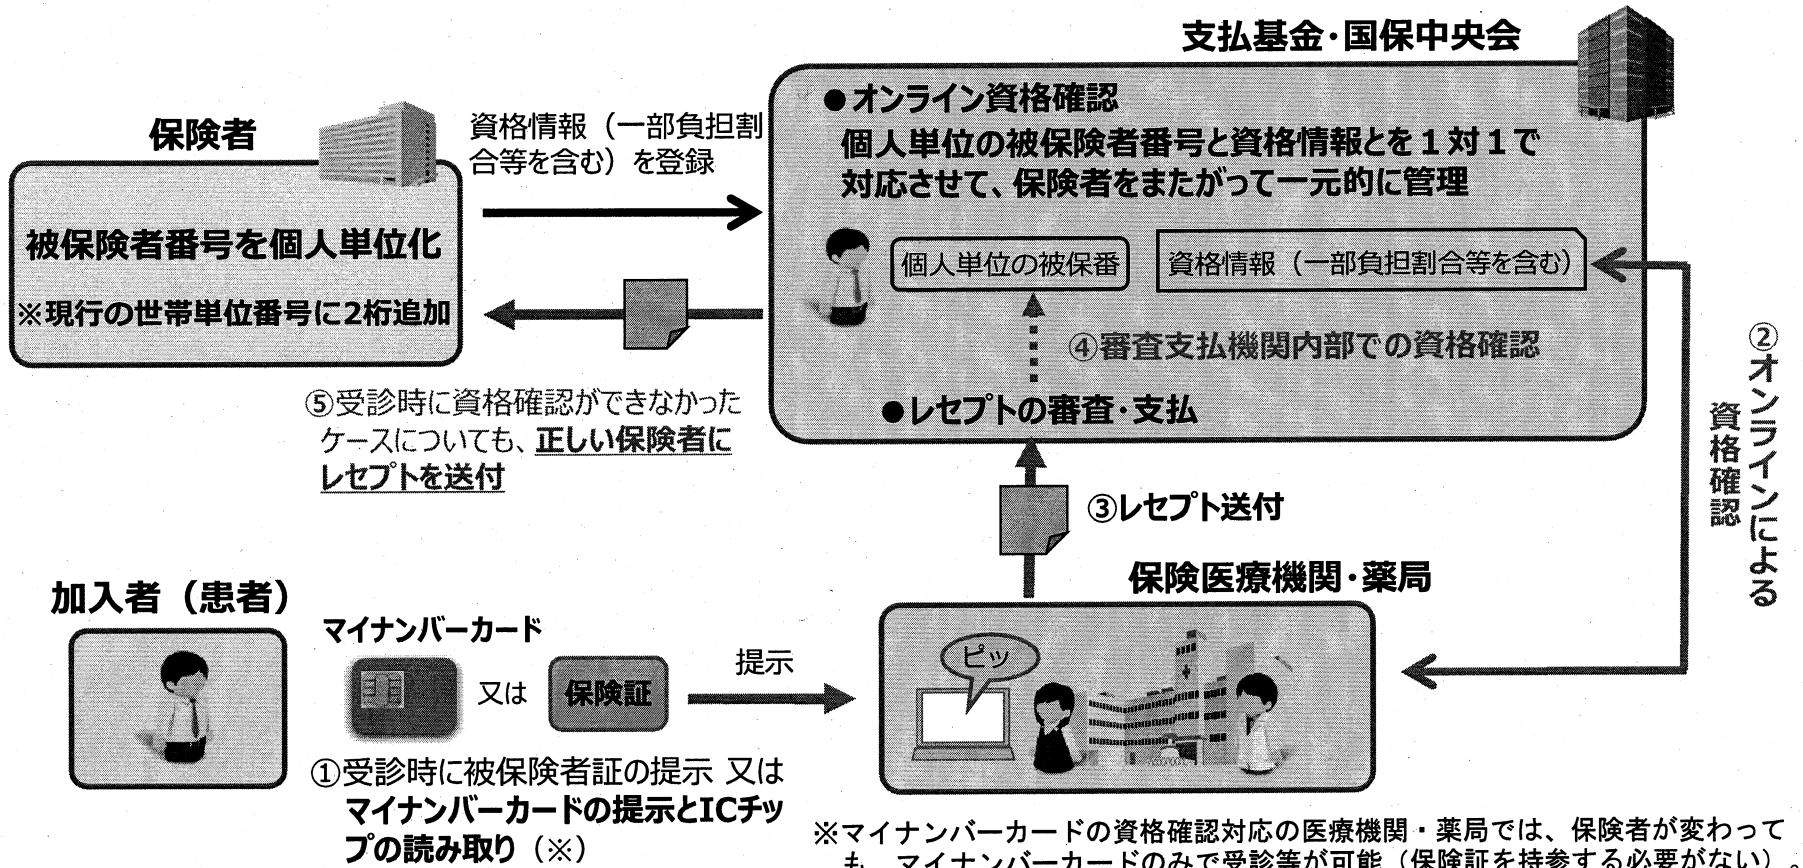 支払基金・国保中央会
●オンライン資格確認
個人単位の被保険者番号と資格情報とを１対１で
対応させて、保険者をまたがって一元的に管理
個人単位の被保番
資格情報（一部負担割合等を含む）
④審査支払機関内部での資格確認
●レセプトの審査・支払
保険者
被保険者番号を個人単位化
※現行の世帯単位番号に2桁追加
資格情報（一部負担割
合等を含む）を登録
⑤受診時に資格確認ができなかった
ケースについても、正しい保険者に
レセプトを送付
②オンラインによる
資格確認
③レセプト送付
保険医療機関・薬局
ピッ
加入者（患者）
マイナンバーカード
又は
保険証
提示
①受診時に被保険者証の提示 又は
マイナンバーカードの提示とICチッ
プの読み取り（※）
※マイナンバーカードの資格確認対応の医療機関・薬局では、保険者が変わって
も、マイナンバーカードのみで受診等が可能（保険証を持参する必要がない）。